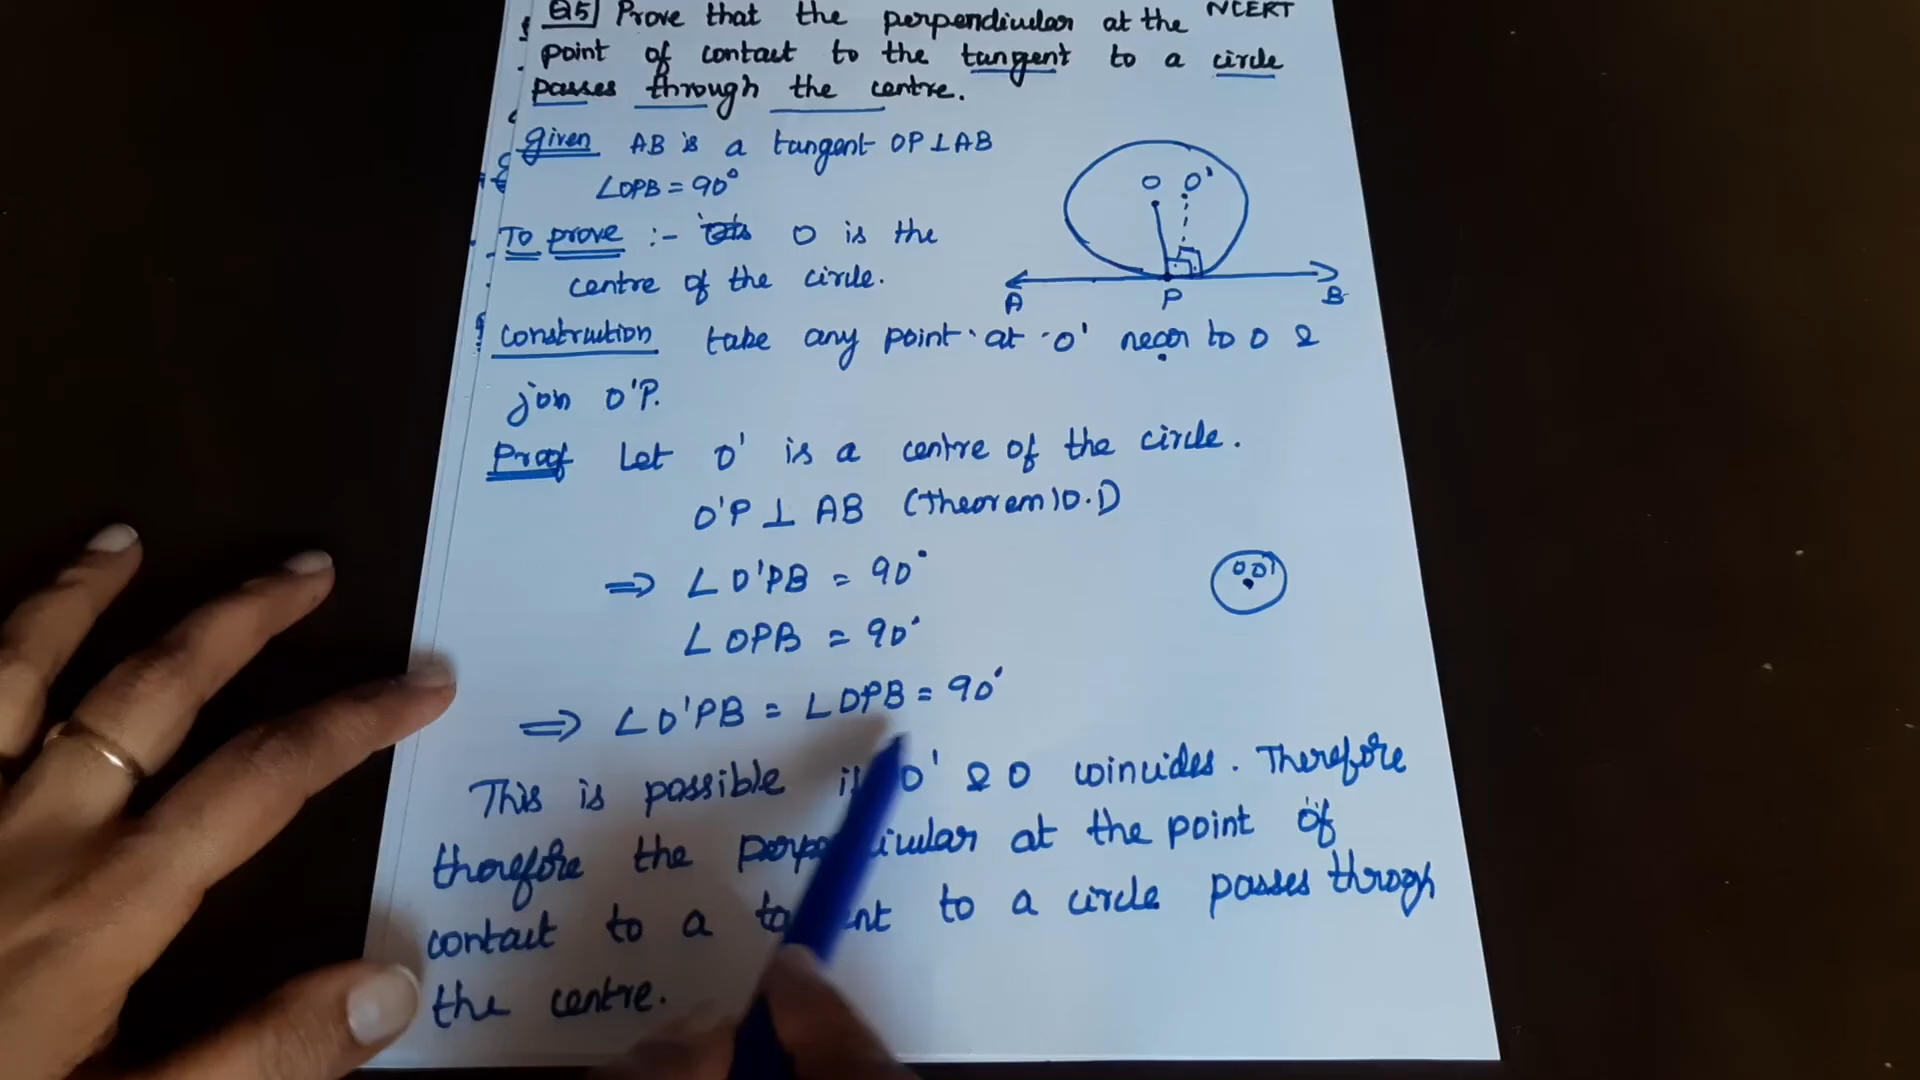 Q5 Prove that the perpendicular at the NCERT
point of contact to the tangent to a circle
passes through the centre.
Given AB is a tangent OP⊥AB
∠OPB = 90°
To prove :- O is the
centre of the circle.
O O'
A P B
Construction take any point at O' near to O &
join O'P.
Proof Let O' is a centre of the circle.
O'P ⊥ AB (Theorem 10.1)
⇒ ∠O'PB = 90°
O O'
∠OPB = 90°
⇒ ∠O'PB = ∠OPB = 90°
This is possible O' & O coincides. Therefore
therefore the at the point of
contact to a to a circle passes throgh
the centre.